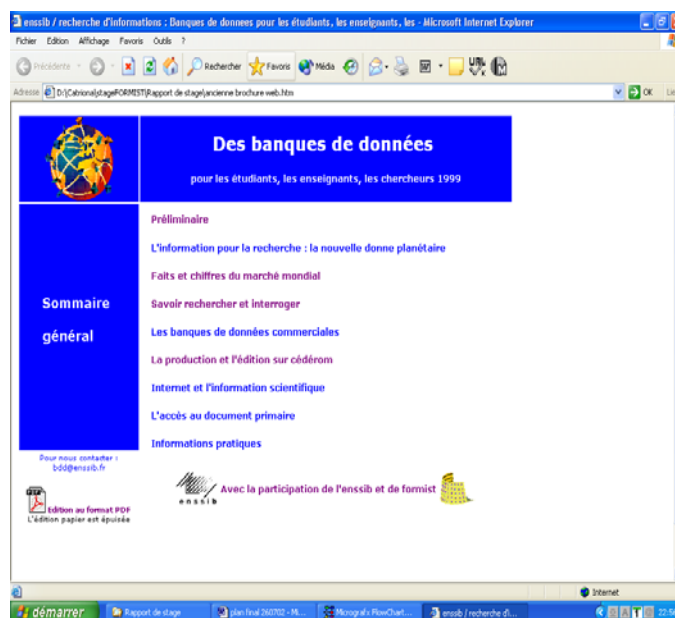 enssib / recherche d'informations : Banques de donnees pour les étudiants, les enseignants, les - Microsoft Internet Explorer
Fichier Edition Affichage Favoris Outils ?
Précédente Rechercher Favoris Média
Adresse D:\Catriona\stageFORMIST\Rapport de stage\ancienne brochure web.htm OK
Des banques de données
pour les étudiants, les enseignants, les chercheurs 1999
Préliminaire
L'information pour la recherche : la nouvelle donne planétaire
Faits et chiffres du marché mondial
Sommaire
général
Savoir rechercher et interroger
Les banques de données commerciales
La production et l'édition sur cédérom
Internet et l'information scientifique
L'accès au document primaire
Informations pratiques
Pour nous contacter :
bdd@enssib.fr
enssib
Avec la participation de l'enssib et de formist
Edition au format PDF
L'édition papier est épuisée
Internet
démarrer Rapport de stage plan final 260702 - Mi... Micrografx FlowChart... enssib / recherche d'i...